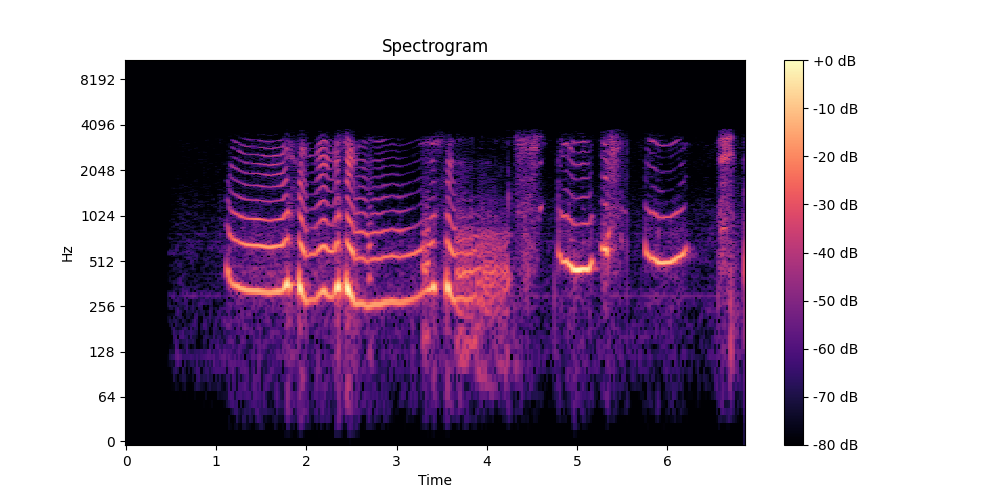 Spectrogram
8192
4096
2048
1024
512
256
128
64
0
Hz
0 1 2 3 4 5 6
Time
+0 dB
-10 dB
-20 dB
-30 dB
-40 dB
-50 dB
-60 dB
-70 dB
-80 dB